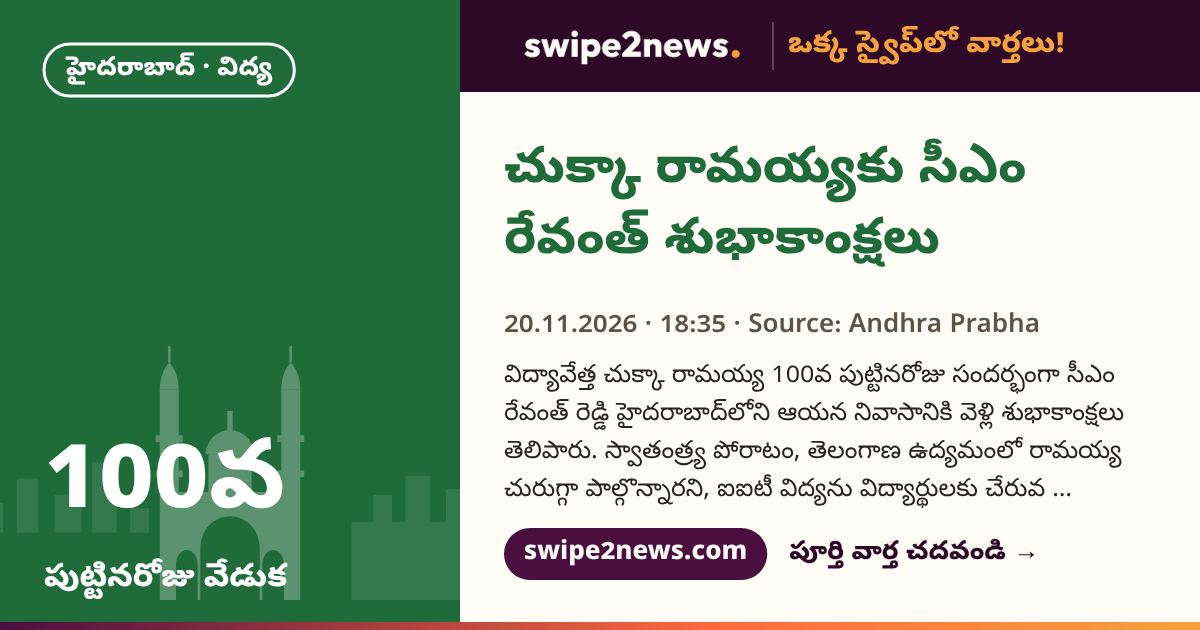 హైదరాబాద్ · విద్య
100వ
పుట్టినరోజు వేడుక
swipe2news. ఒక్క స్వైప్‌లో వార్తలు!
చుక్కా రామయ్యకు సీఎం
రేవంత్ శుభాకాంక్షలు
20.11.2026 · 18:35 · Source: Andhra Prabha
విద్యావేత్త చుక్కా రామయ్య 100వ పుట్టినరోజు సందర్భంగా సీఎం
రేవంత్ రెడ్డి హైదరాబాద్‌లోని ఆయన నివాసానికి వెళ్లి శుభాకాంక్షలు
తెలిపారు. స్వాతంత్ర్య పోరాటం, తెలంగాణ ఉద్యమంలో రామయ్య
చురుగ్గా పాల్గొన్నారని, ఐఐటీ విద్యను విద్యార్థులకు చేరువ ...
swipe2news.com పూర్తి వార్త చదవండి →